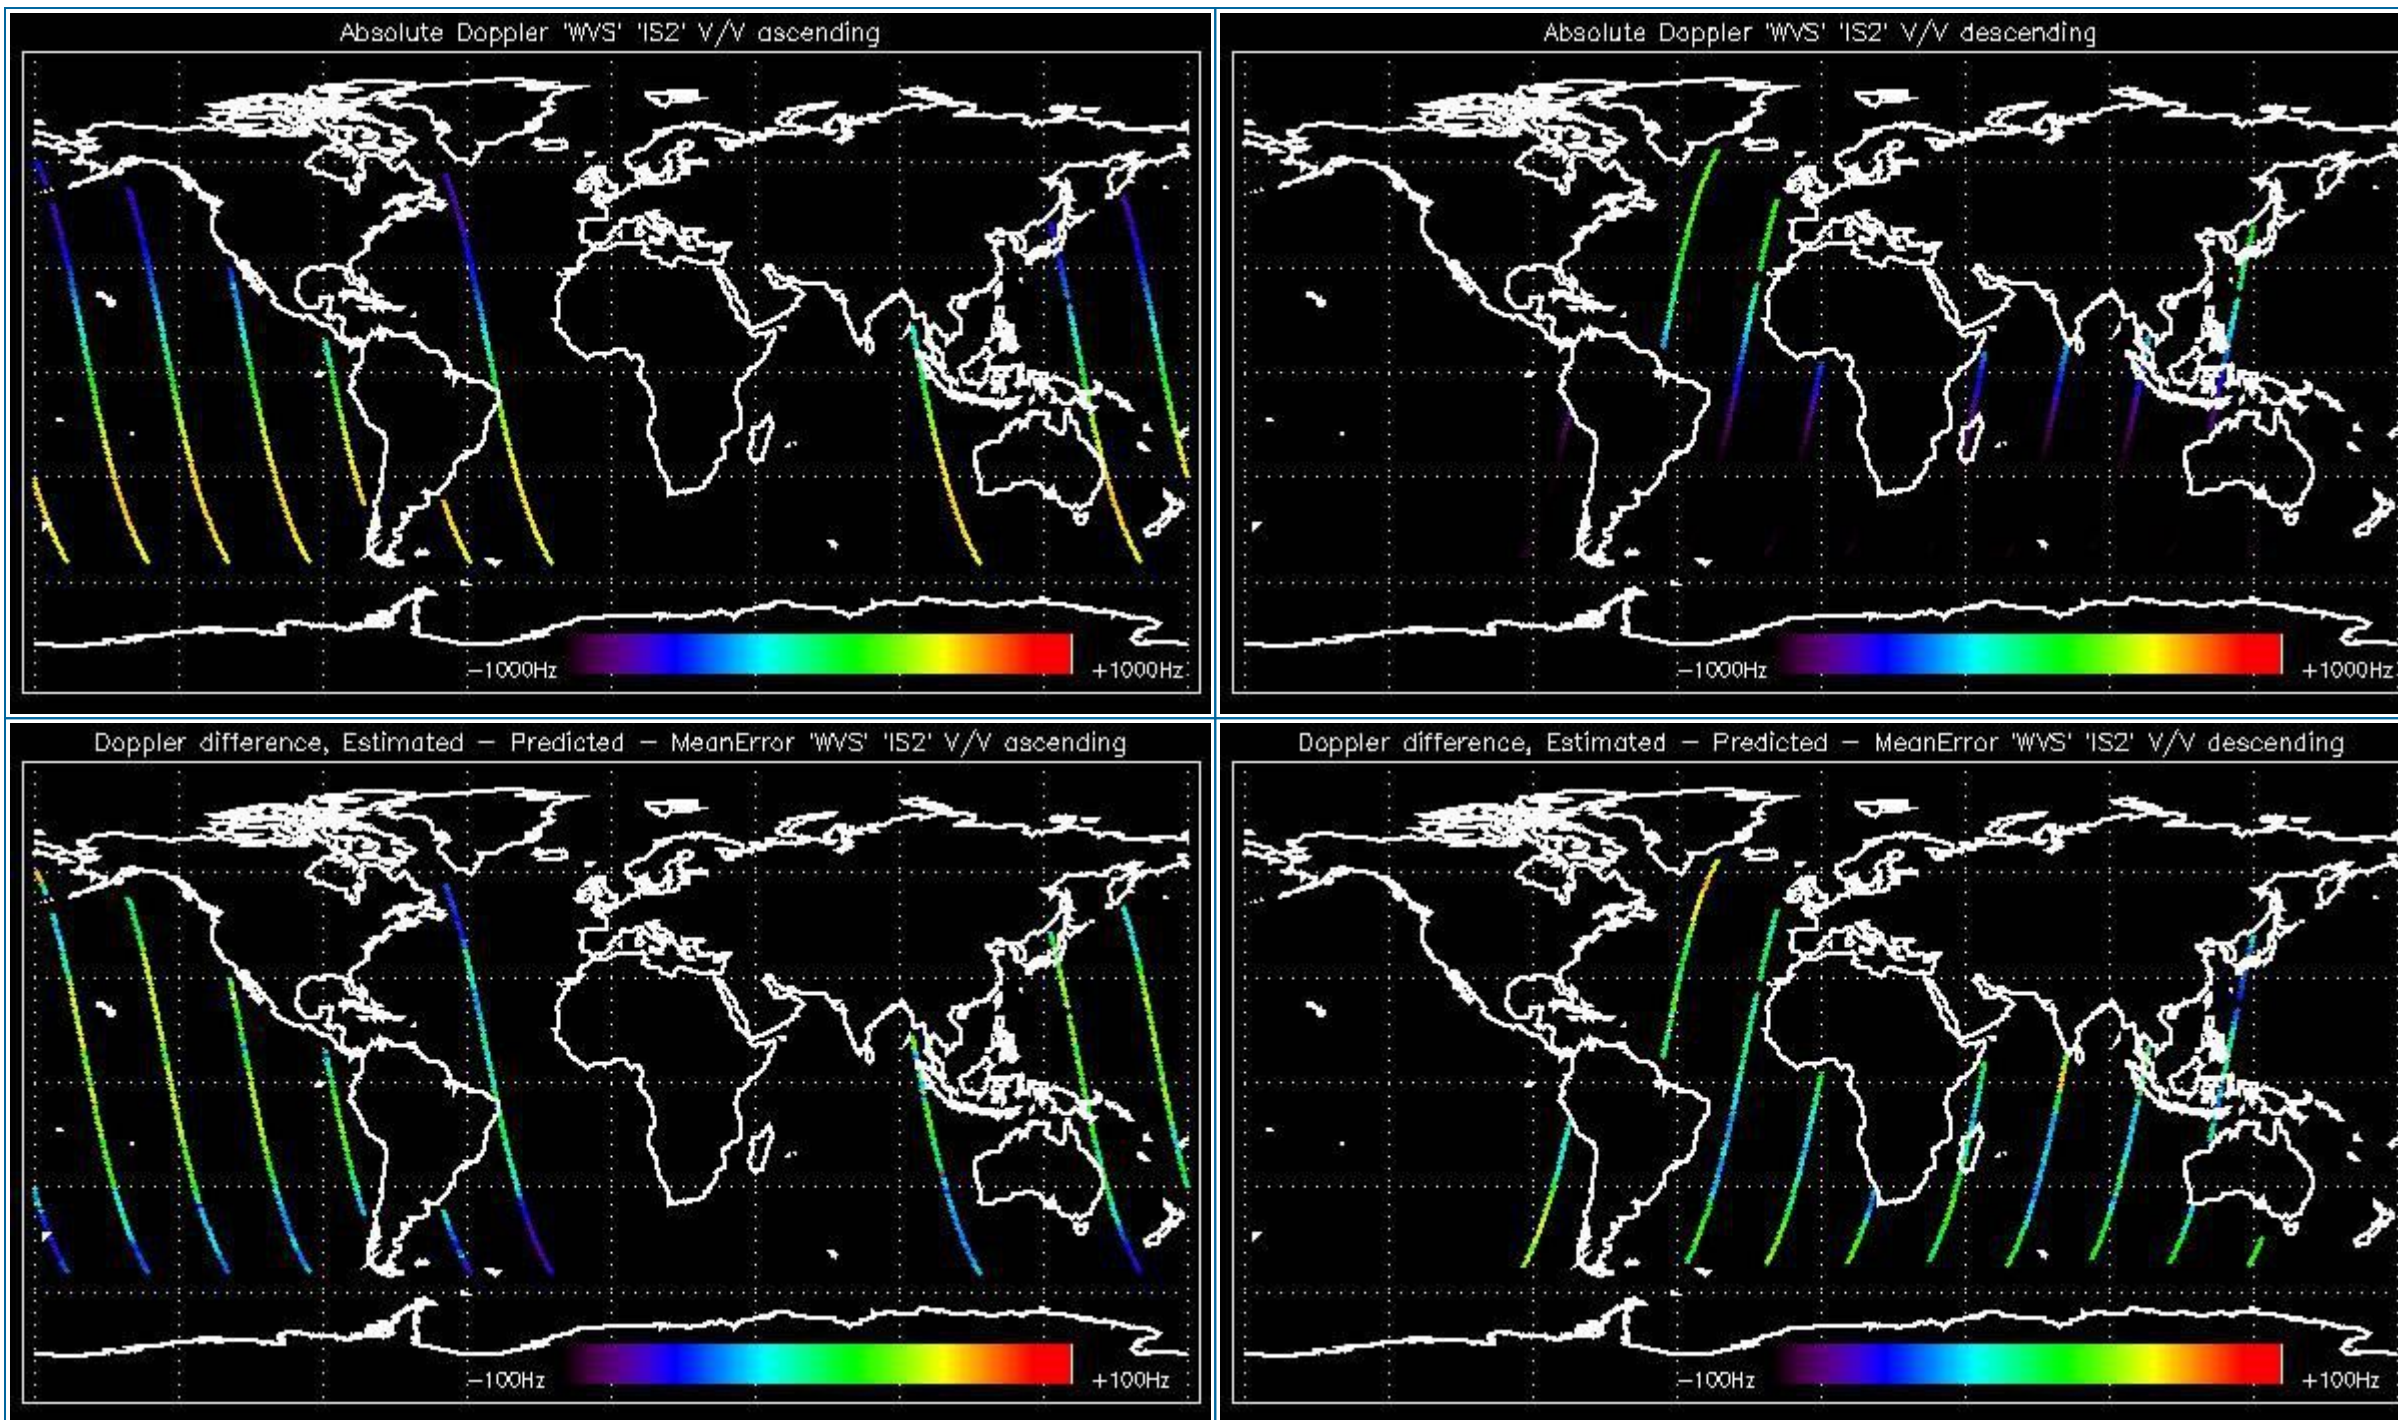 Absolute Doppler 'WVS' 'IS2' V/V ascending
−1000Hz +1000Hz
Absolute Doppler 'WVS' 'IS2' V/V descending
−1000Hz +1000Hz
Doppler difference, Estimated − Predicted − MeanError 'WVS' 'IS2' V/V ascending
−100Hz +100Hz
Doppler difference, Estimated − Predicted − MeanError 'WVS' 'IS2' V/V descending
−100Hz +100Hz